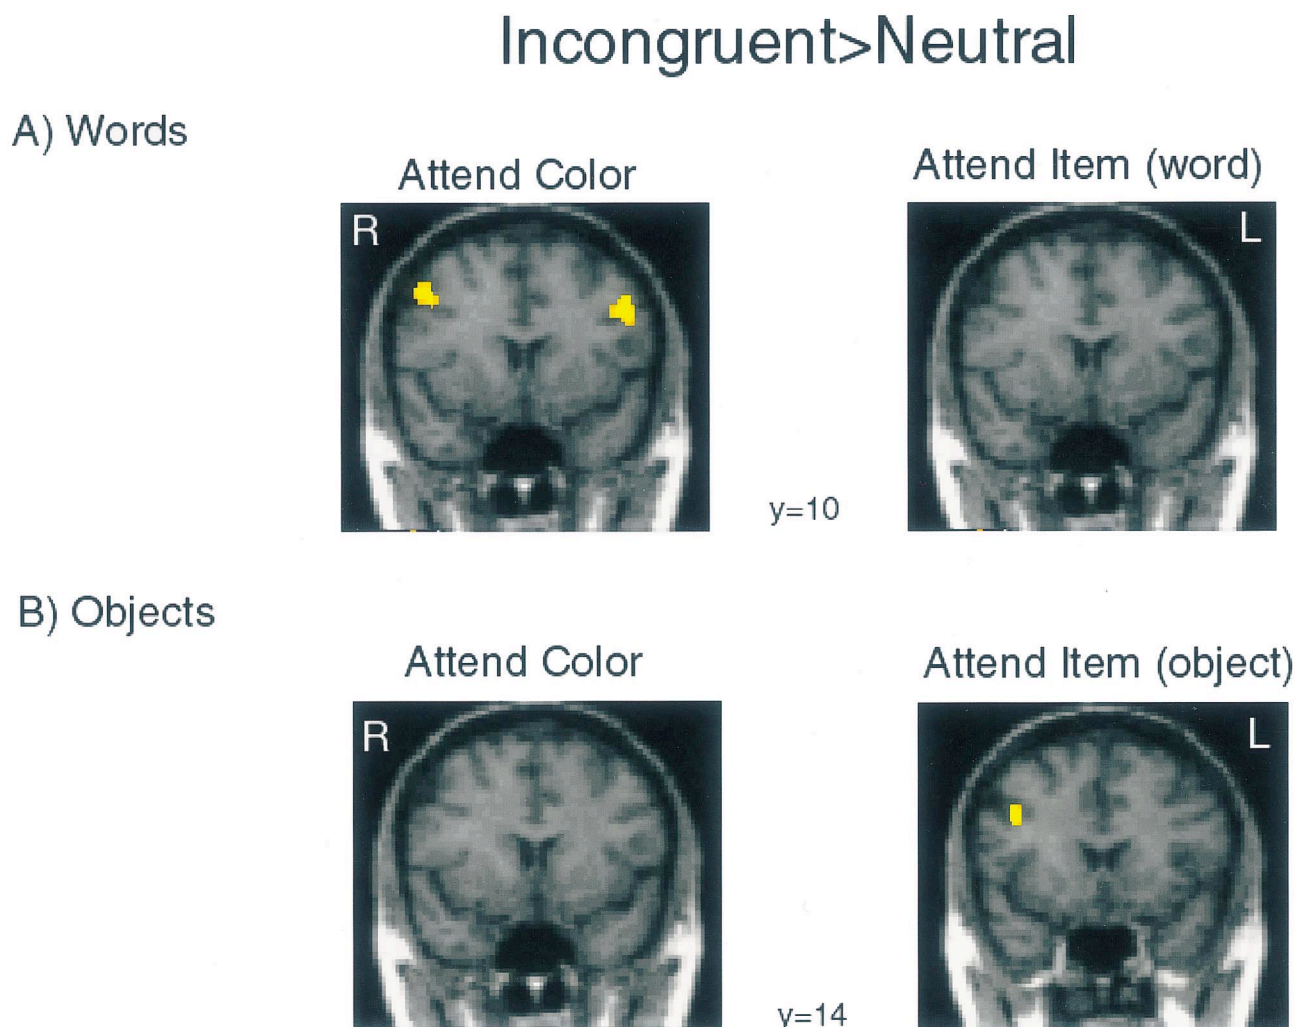 Incongruent>Neutral
A) Words
Attend Color
Attend Item (word)
R
L
y=10
B) Objects
Attend Color
Attend Item (object)
R
L
y=14